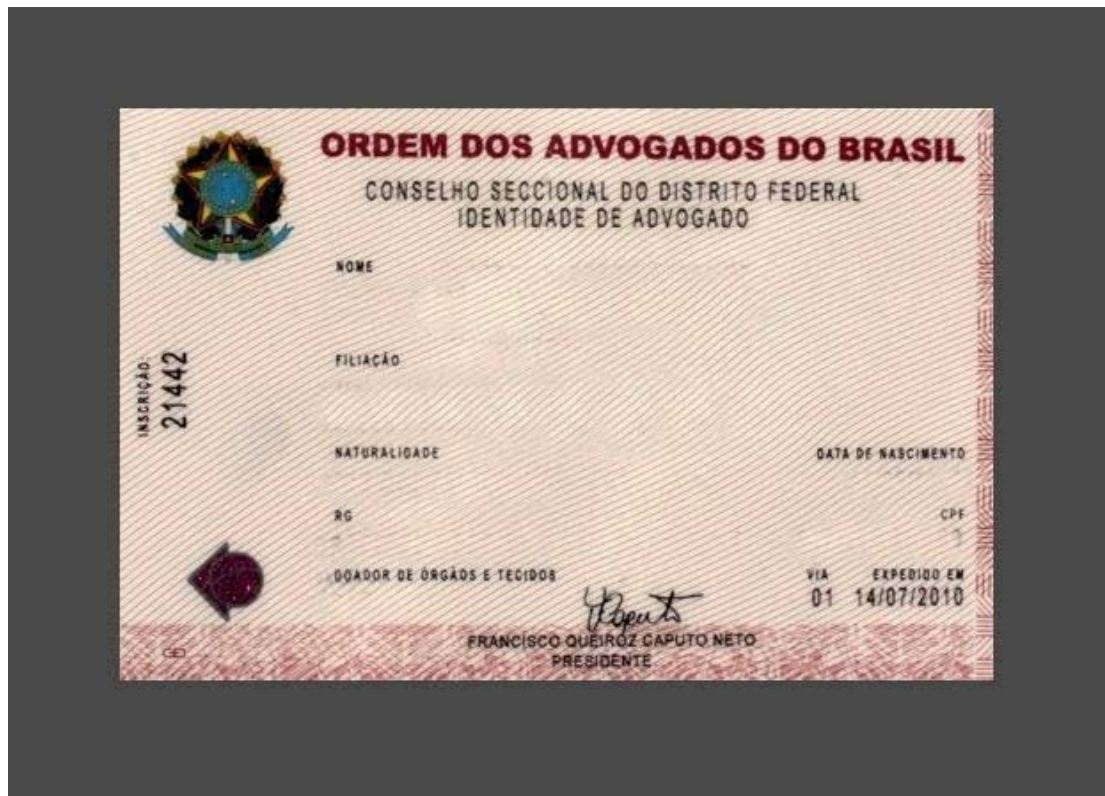 ORDEM DOS ADVOGADOS DO BRASIL
CONSELHO SECCIONAL DO DISTRITO FEDERAL
IDENTIDADE DE ADVOGADO
NOME
FILIAÇÃO
INSCRIÇÃO:
21442
NATURALIDADE
DATA DE NASCIMENTO
RG
CPF
DOADOR DE ÓRGÃOS E TECIDOS
VIA
EXPEDIDO EM
01
14/07/2010
FRANCISCO QUEIROZ CAPUTO NETO
PRESIDENTE